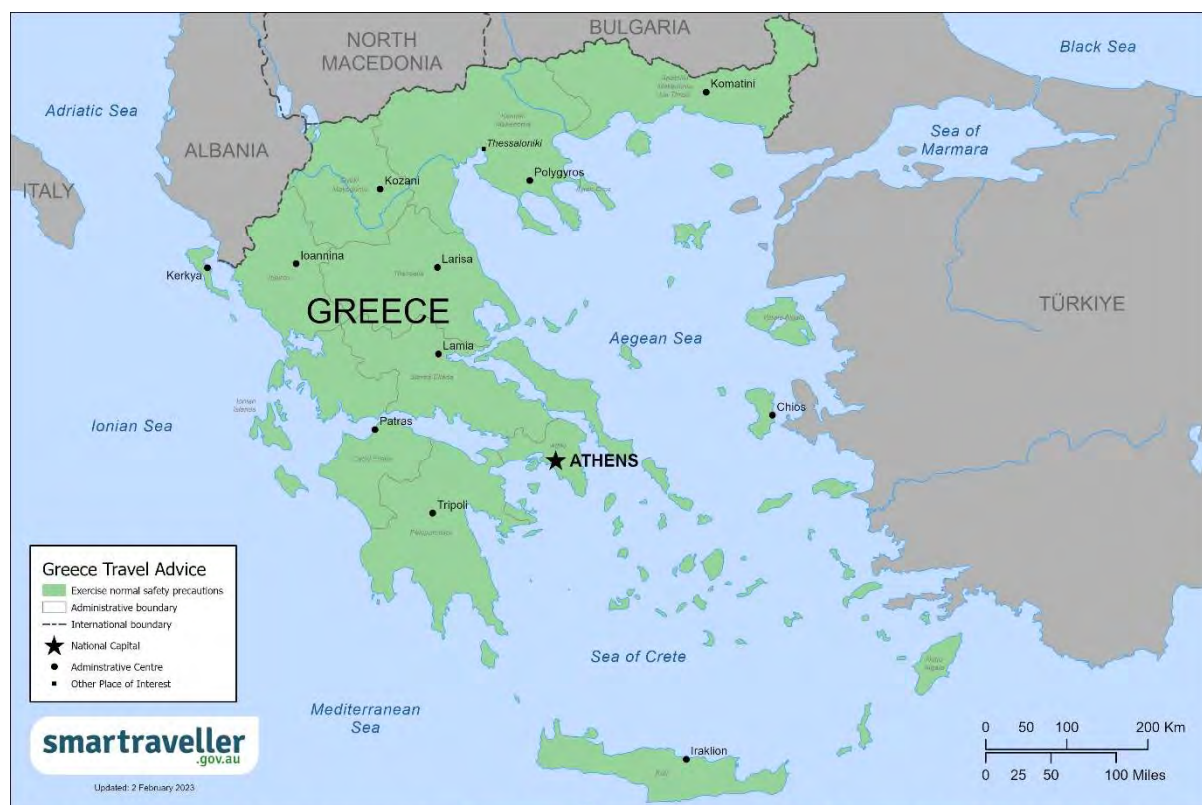 BULGARIA
NORTH
MACEDONIA
Black Sea
Komatini
Adriatic Sea
Sea of
Marmara
ALBANIA
Thessaloniki
ITALY
Kozani
Polygyros
Ioannina
Larisa
Kerkya
Thessalia
TÜRKIYE
GREECE
Aegean Sea
Lamia
Ionian
Islands
Chios
Ionian Sea
Patras
ATHENS
Tripoli
Greece Travel Advice
Exercise normal safety precautions
Administrative boundary
International boundary
National Capital
Adminstrative Centre
Other Place of Interest
Sea of Crete
Mediterranean
Sea
0 50 100 200 Km
0 25 50 100 Miles
Iraklion
smartraveller
.gov.au
Updated: 2 February 2023